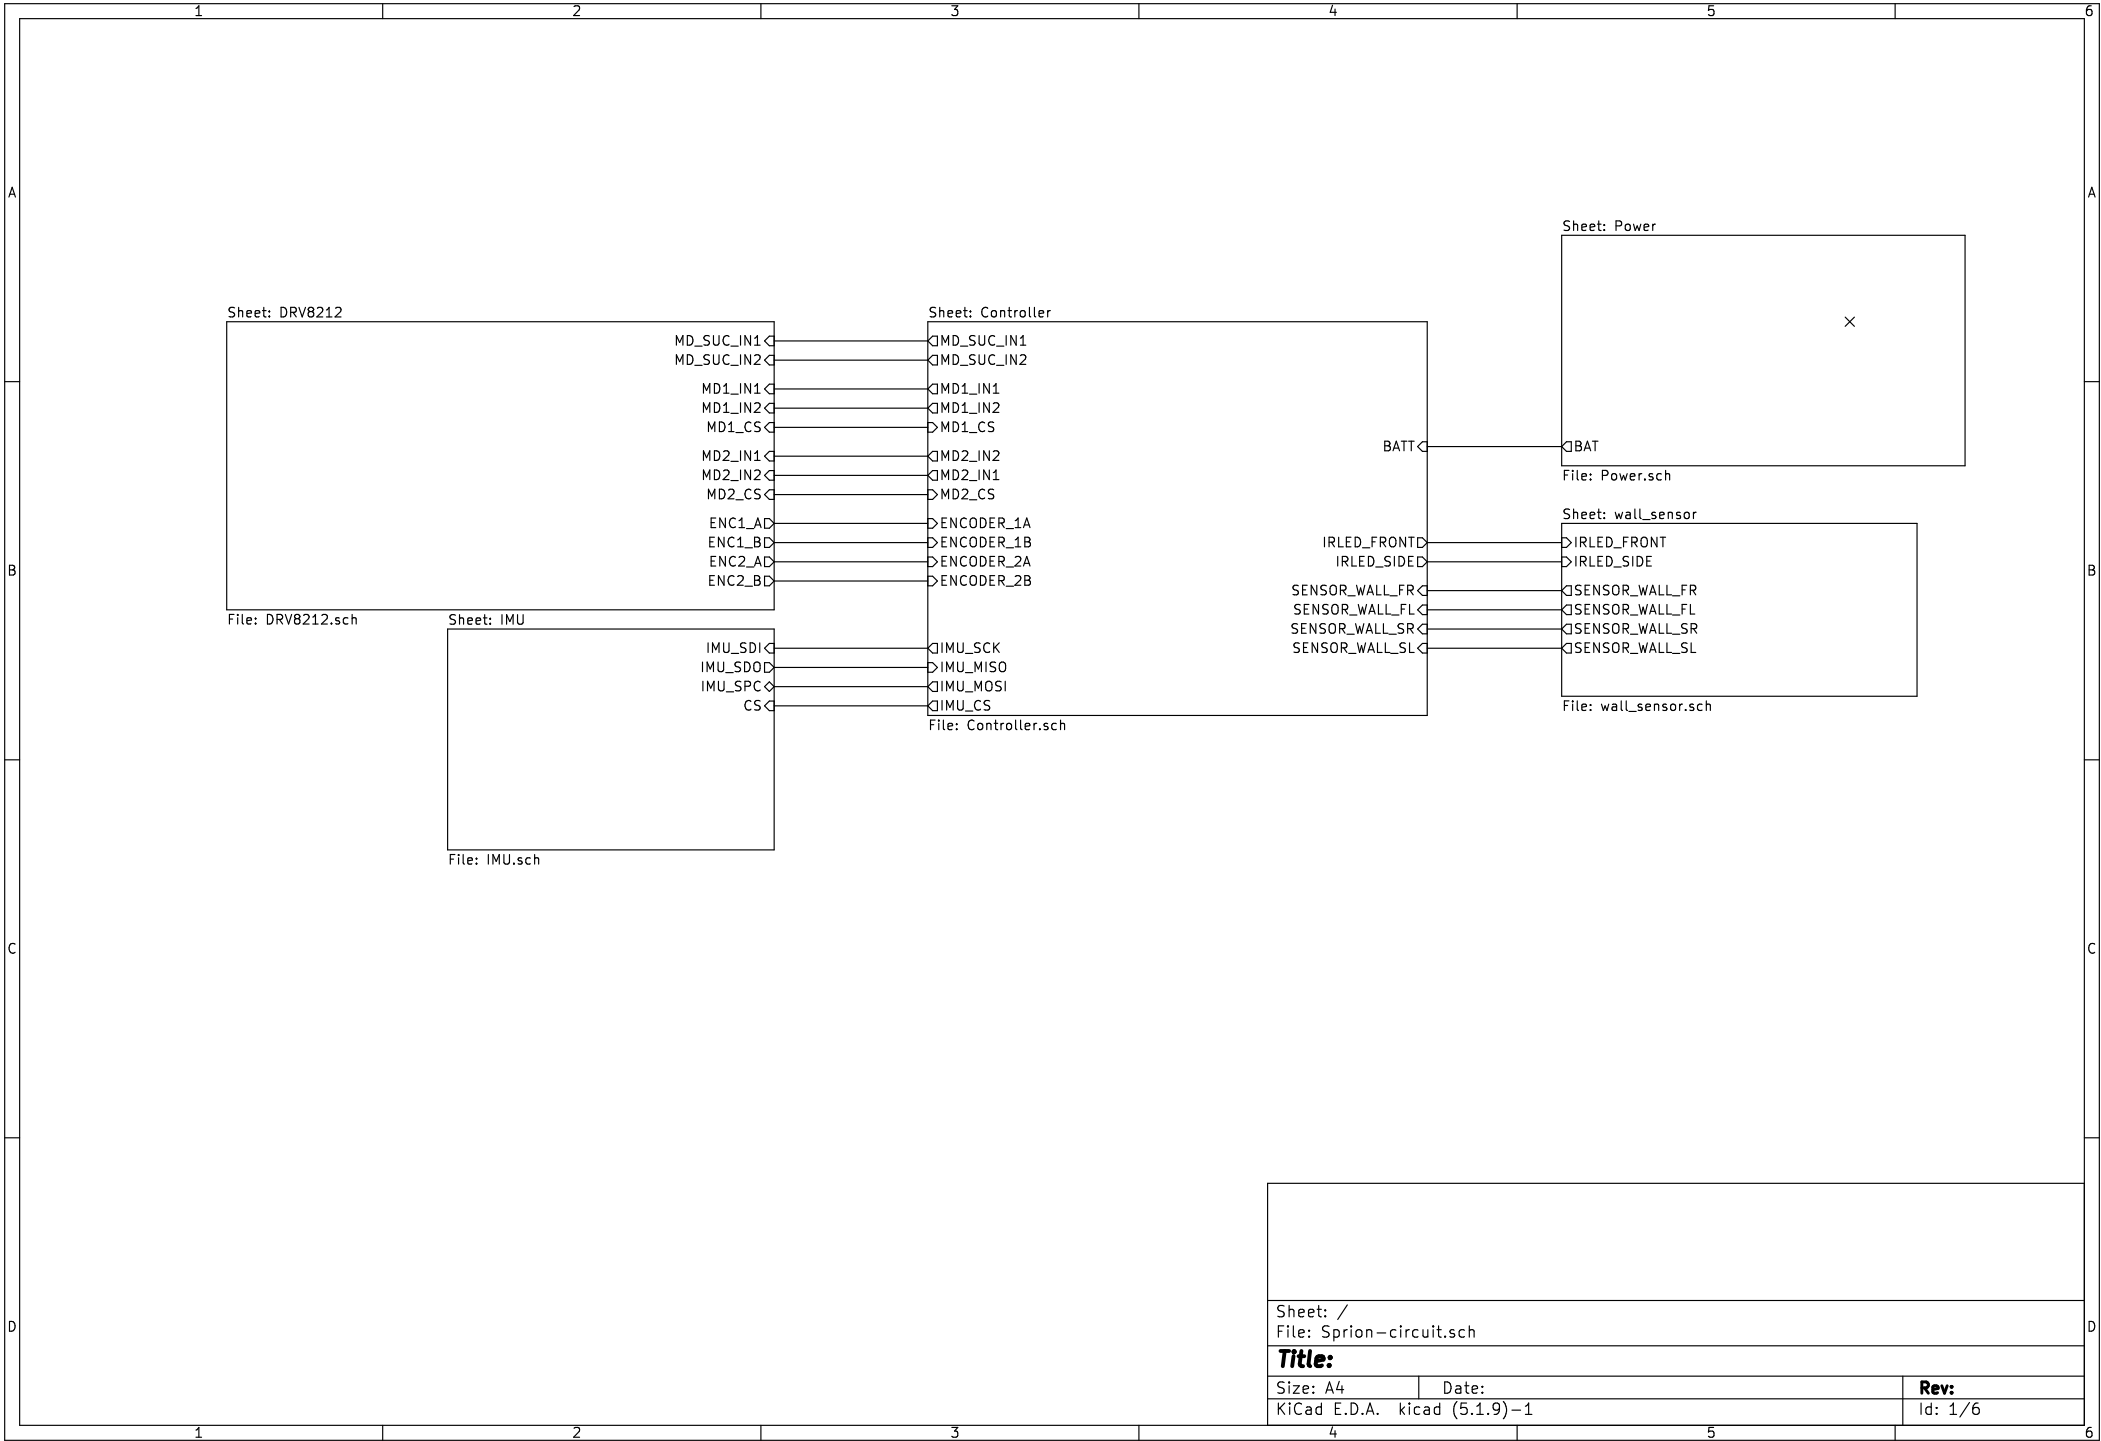 1 2 3 4 5 6
A A
B B
C C
D D
Sheet: Power
BAT
File: Power.sch
Sheet: DRV8212
MD_SUC_IN1
MD_SUC_IN2
MD1_IN1
MD1_IN2
MD1_CS
MD2_IN1
MD2_IN2
MD2_CS
ENC1_A
ENC1_B
ENC2_A
ENC2_B
File: DRV8212.sch
Sheet: Controller
MD_SUC_IN1
MD_SUC_IN2
MD1_IN1
MD1_IN2
MD1_CS
MD2_IN2
MD2_IN1
MD2_CS
ENCODER_1A
ENCODER_1B
ENCODER_2A
ENCODER_2B
IMU_SCK
IMU_MISO
IMU_MOSI
IMU_CS
BATT
IRLED_FRONT
IRLED_SIDE
SENSOR_WALL_FR
SENSOR_WALL_FL
SENSOR_WALL_SR
SENSOR_WALL_SL
File: Controller.sch
Sheet: wall_sensor
IRLED_FRONT
IRLED_SIDE
SENSOR_WALL_FR
SENSOR_WALL_FL
SENSOR_WALL_SR
SENSOR_WALL_SL
File: wall_sensor.sch
Sheet: IMU
IMU_SDI
IMU_SDO
IMU_SPC
CS
File: IMU.sch
Sheet: /
File: Sprion-circuit.sch
Title:
Size: A4 Date: Rev:
KiCad E.D.A. kicad (5.1.9)-1 Id: 1/6
1 2 3 4 5 6